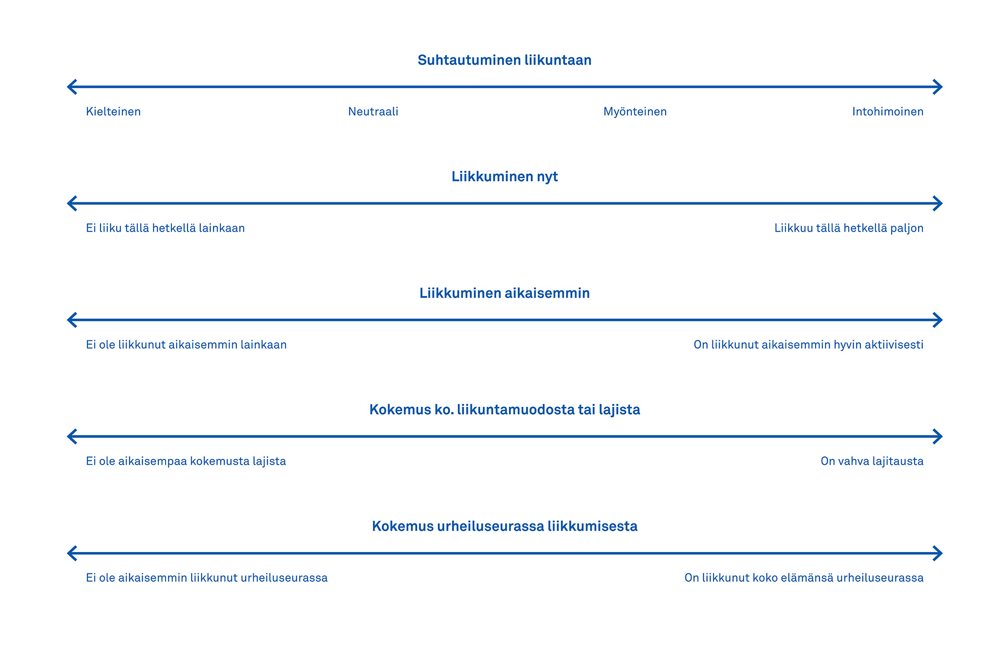 Suhtautuminen liikuntaan
Kielteinen Neutraali Myönteinen Intohimoinen
Liikkuminen nyt
Ei liiku tällä hetkellä lainkaan Liikkuu tällä hetkellä paljon
Liikkuminen aikaisemmin
Ei ole liikkunut aikaisemmin lainkaan On liikkunut aikaisemmin hyvin aktiivisesti
Kokemus ko. liikuntamuodosta tai lajista
Ei ole aikaisempaa kokemusta lajista On vahva lajitausta
Kokemus urheiluseurassa liikkumisesta
Ei ole aikaisemmin liikkunut urheiluseurassa On liikkunut koko elämänsä urheiluseurassa